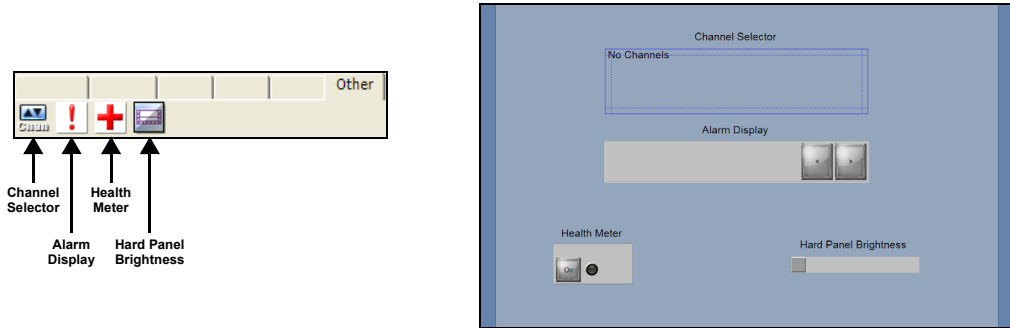 Other
Chan
Channel
Selector
Health
Meter
Alarm
Display
Hard Panel
Brightness
Channel Selector
No Channels
Alarm Display
< >
Health Meter
On
Hard Panel Brightness